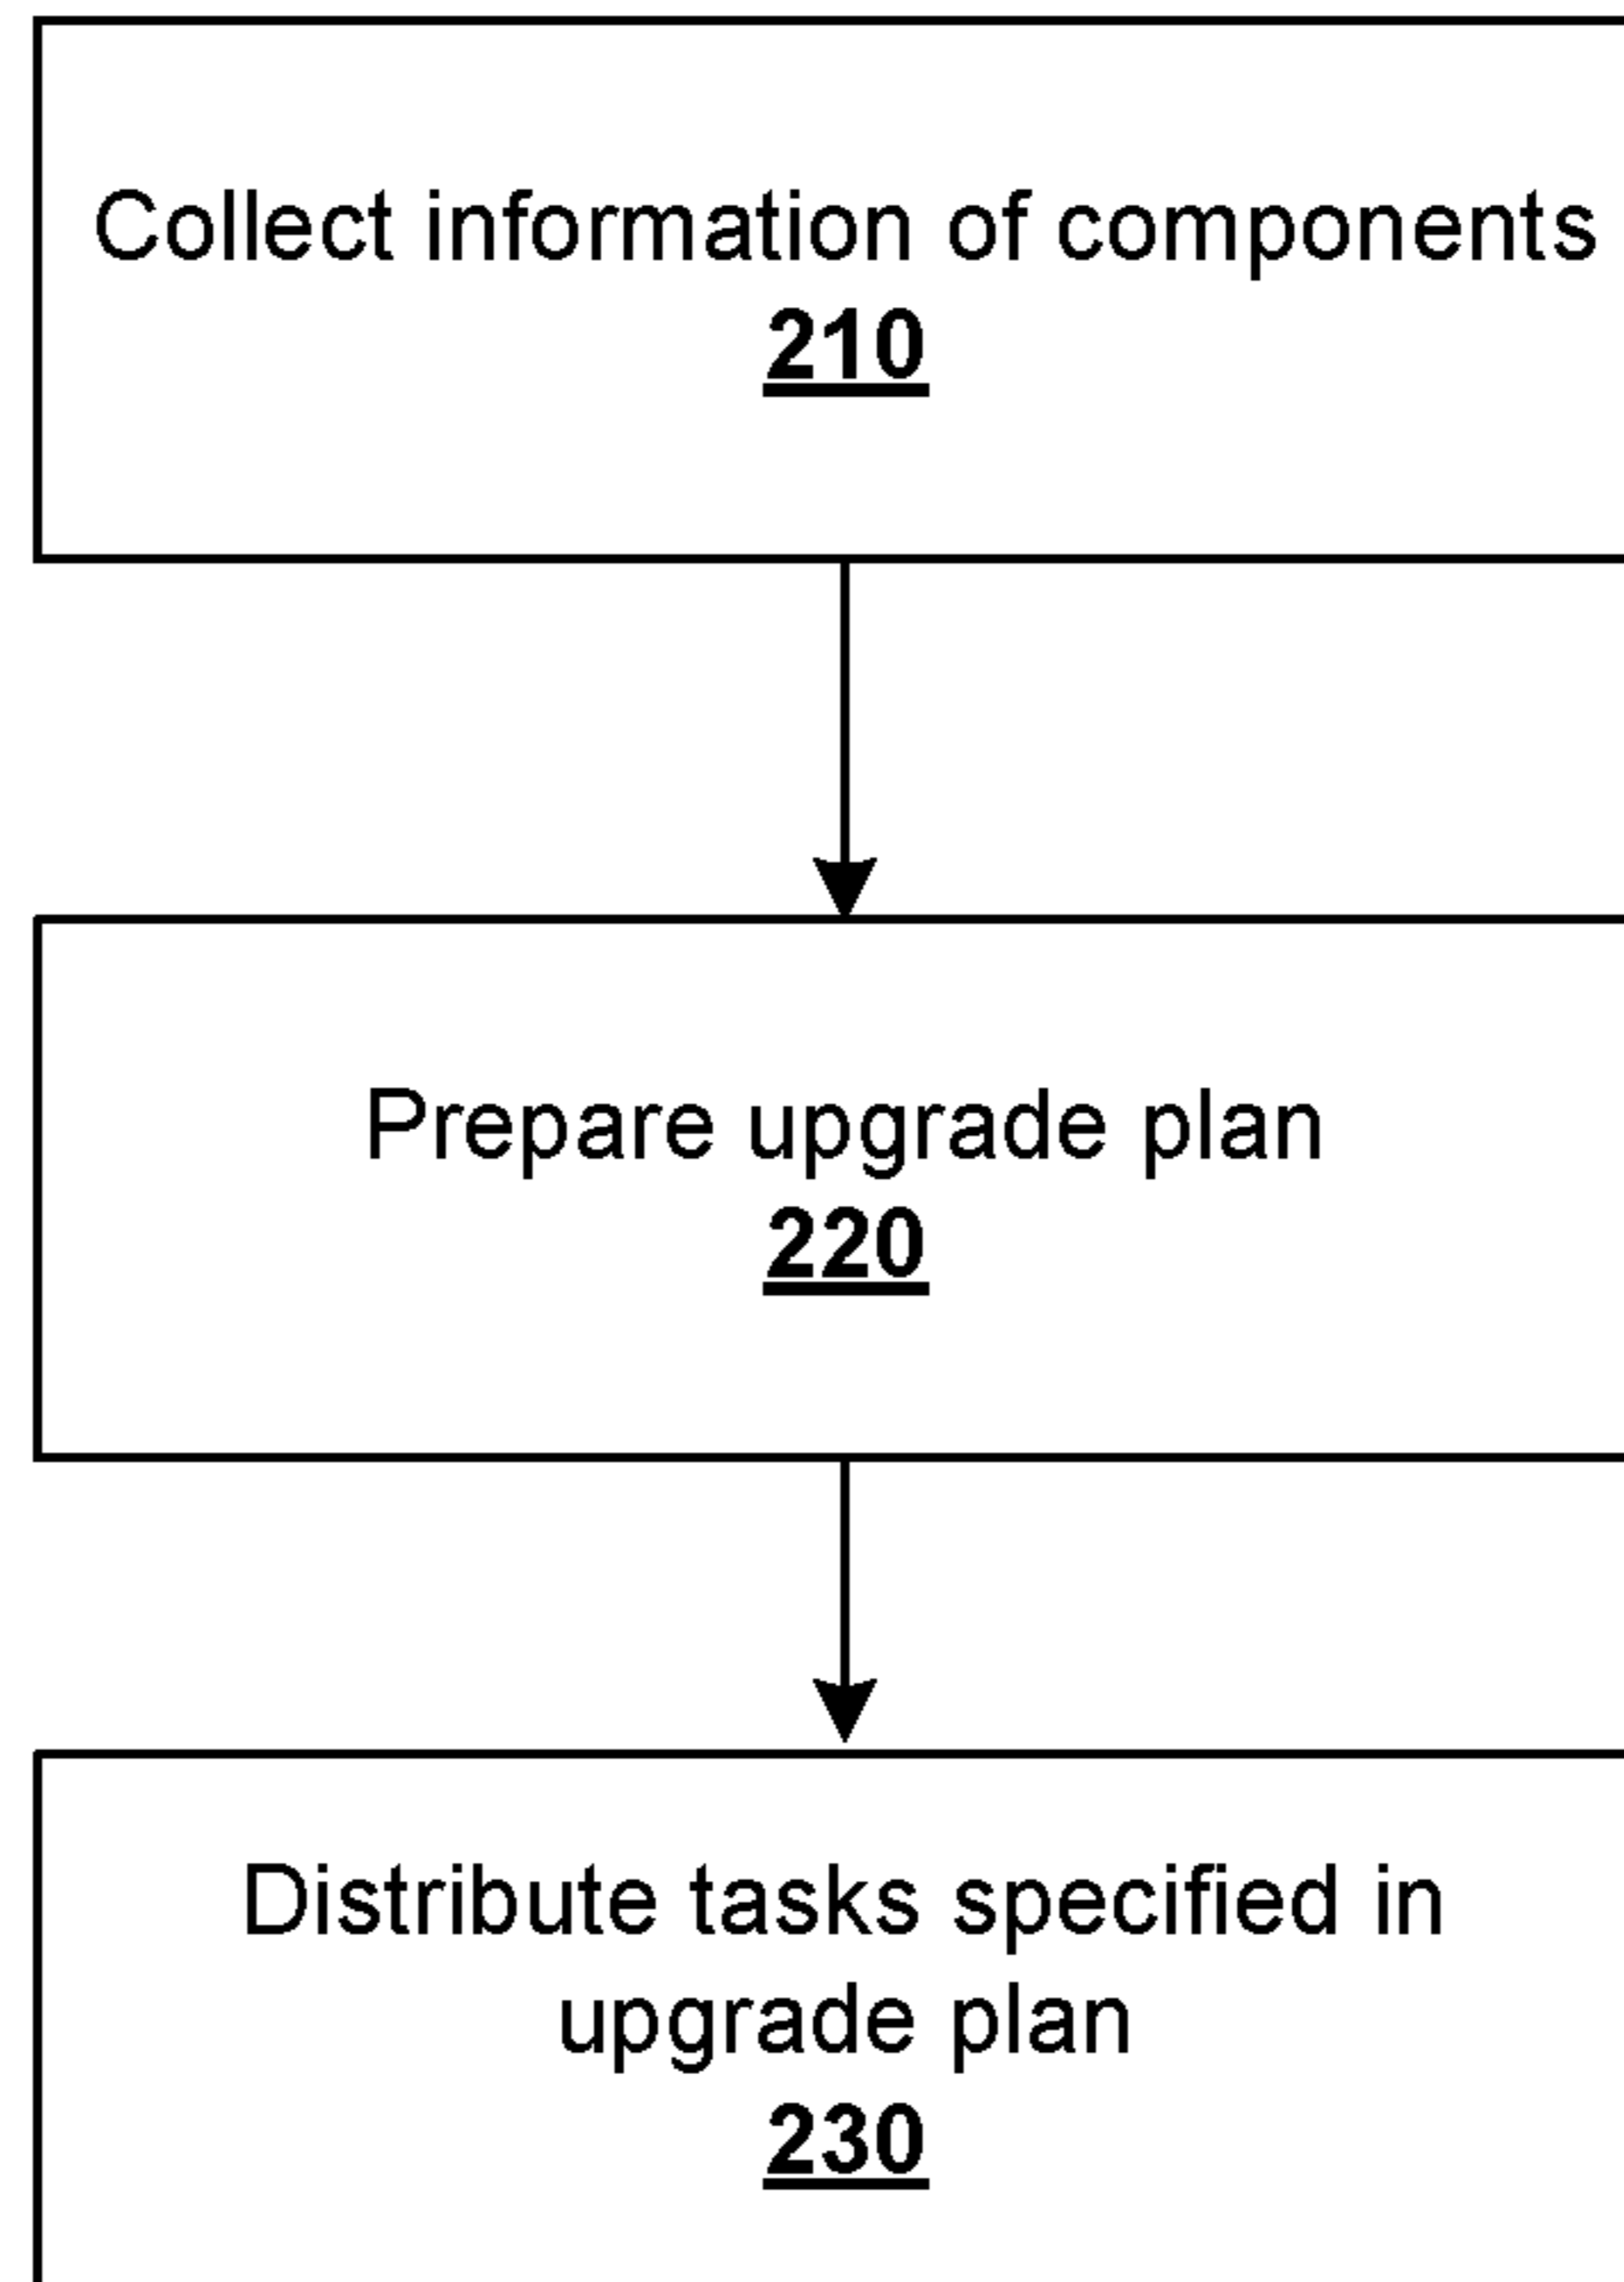 Collect information of components
210
Prepare upgrade plan
220
Distribute tasks specified in
upgrade plan
230